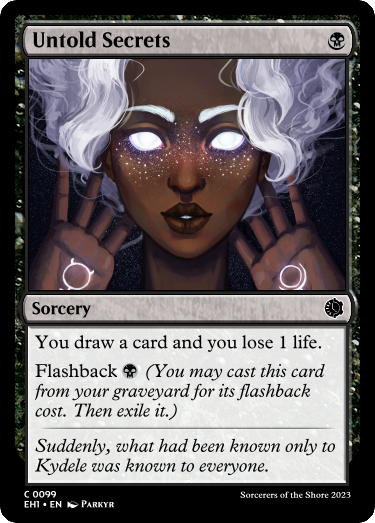 Untold Secrets
Sorcery
You draw a card and you lose 1 life.
Flashback (You may cast this card
from your graveyard for its flashback
cost. Then exile it.)
Suddenly, what had been known only to
Kydele was known to everyone.
C 0099
EH1 • EN Parkyr
Sorcerers of the Shore 2023